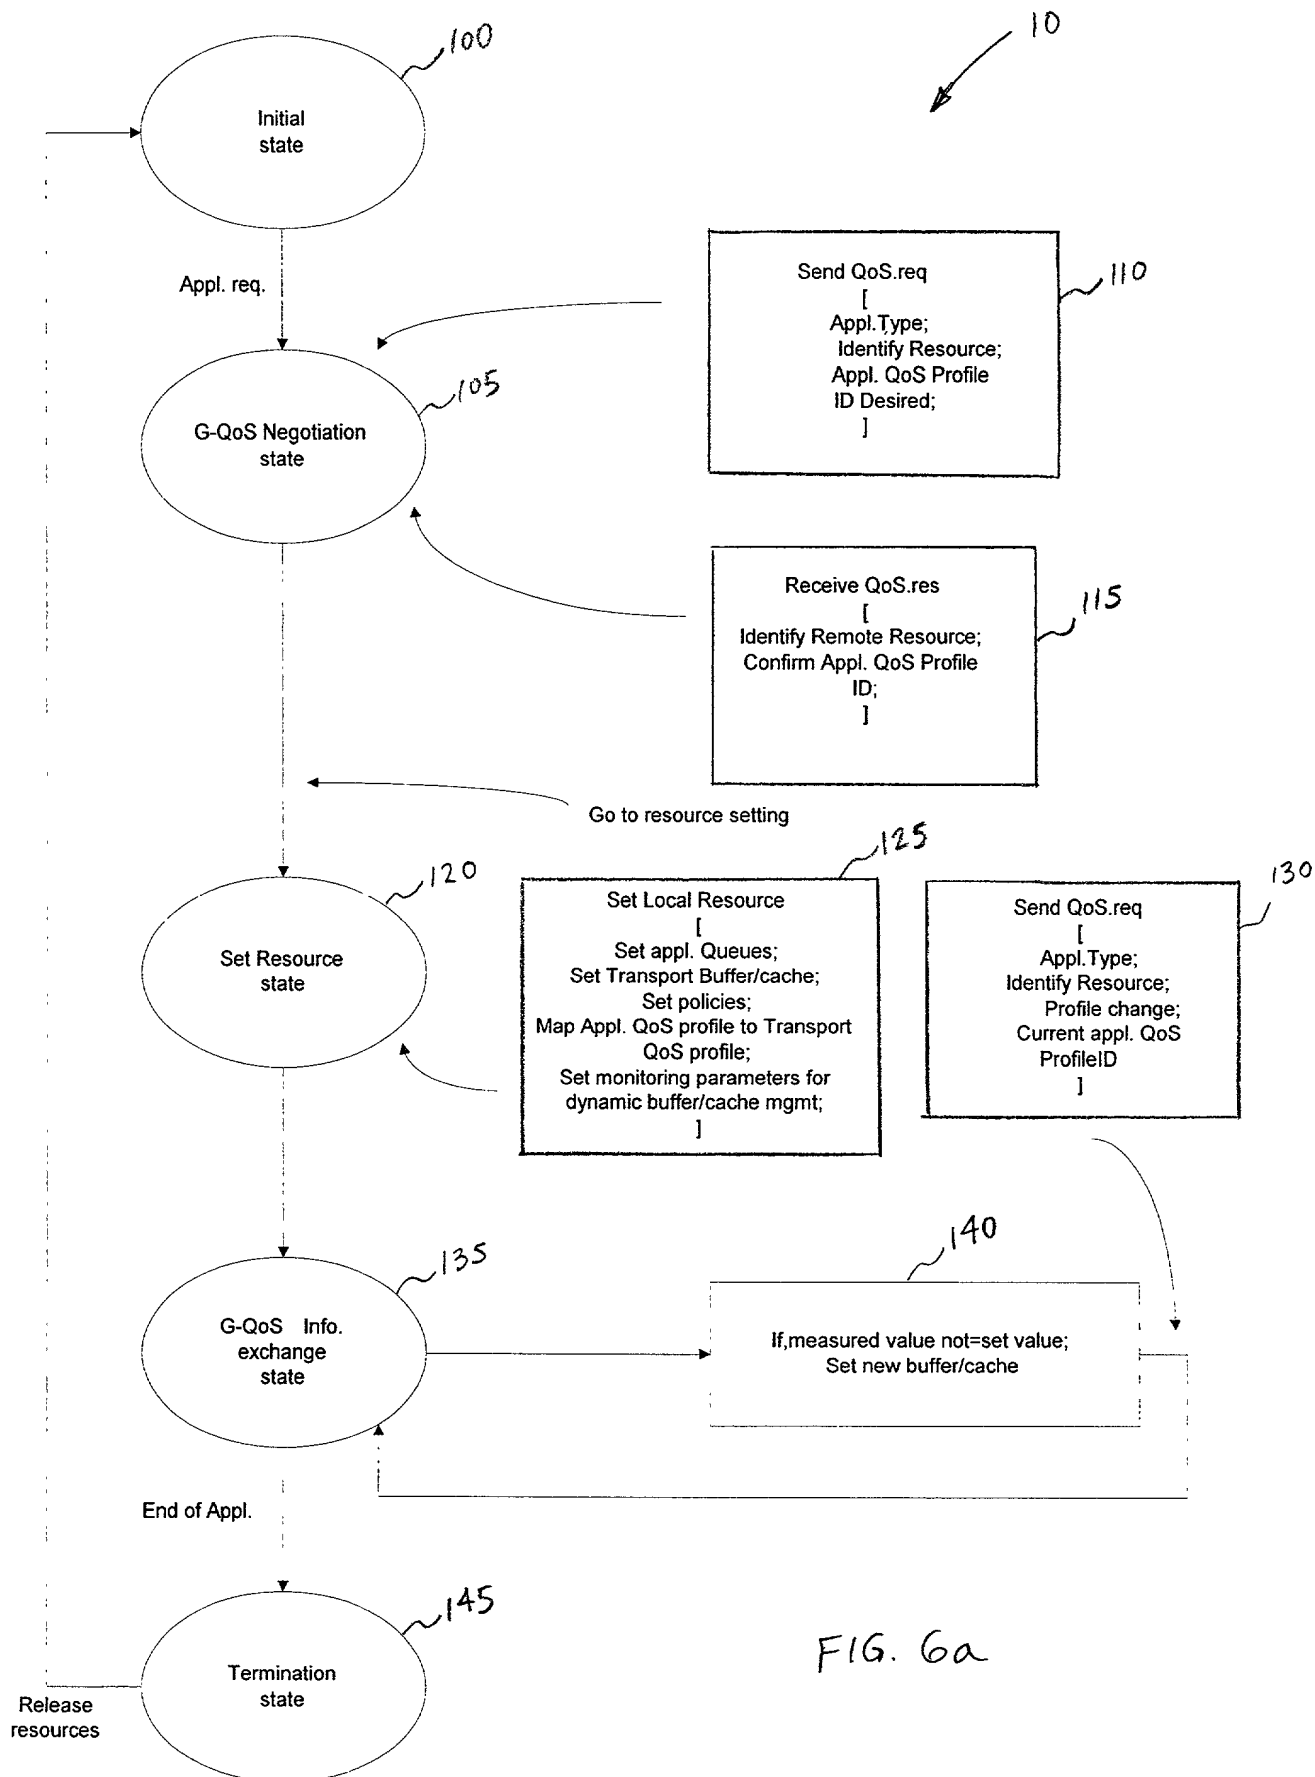 10
100
Initial
state
Appl. req.
110
Send QoS.req
[
Appl.Type;
Identify Resource;
Appl. QoS Profile
ID Desired;
]
105
G-QoS Negotiation
state
115
Receive QoS.res
[
Identify Remote Resource;
Confirm Appl. QoS Profile
ID;
]
Go to resource setting
120
Set Resource
state
125
Set Local Resource
[
Set appl. Queues;
Set Transport Buffer/cache;
Set policies;
Map Appl. QoS profile to Transport
QoS profile;
Set monitoring parameters for
dynamic buffer/cache mgmt;
]
130
Send QoS.req
[
Appl.Type;
Identify Resource;
Profile change;
Current appl. QoS
ProfileID
]
135
G-QoS Info.
exchange
state
140
If,measured value not=set value;
Set new buffer/cache
End of Appl.
145
Termination
state
Release
resources
FIG. 6a